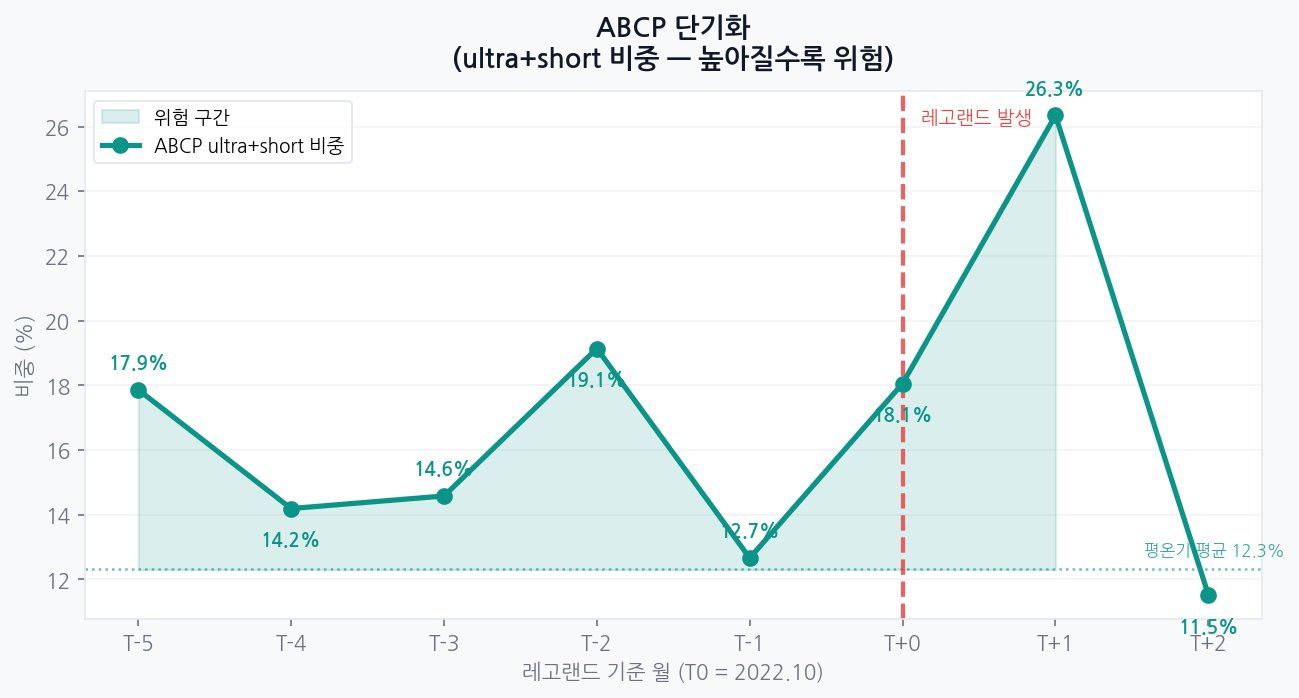 ABCP 단기화
(ultra+short 비중 — 높아질수록 위험)
위험 구간
ABCP ultra+short 비중
레고랜드 발생
26.3%
17.9%
19.1%
18.1%
14.6%
14.2%
12.7%
평온기 평균 12.3%
11.5%
비중 (%)
26
24
22
20
18
16
14
12
T-5
T-4
T-3
T-2
T-1
T+0
T+1
T+2
레고랜드 기준 월 (T0 = 2022.10)